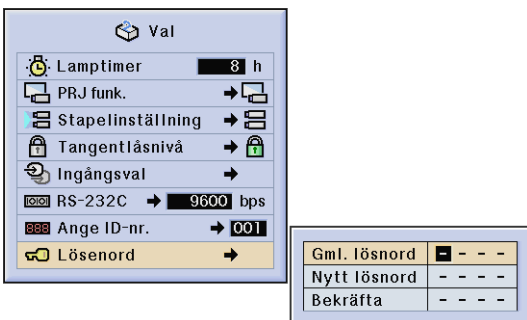 Val
Lamptimer 8 h
PRJ funk.
Stapelinställning
Tangentlåsnivå
Ingångsval
RS-232C 9600 bps
888 Ange ID-nr. 001
Lösenord
Gml. lösnord - - - -
Nytt lösnord - - - -
Bekräfta - - - -